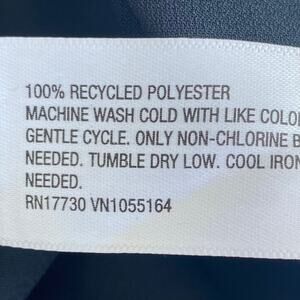 100% RECYCLED POLYESTER
MACHINE WASH COLD WITH LIKE COLO
GENTLE CYCLE. ONLY NON-CHLORINE B
NEEDED. TUMBLE DRY LOW. COOL IRON
NEEDED.
RN17730 VN1055164